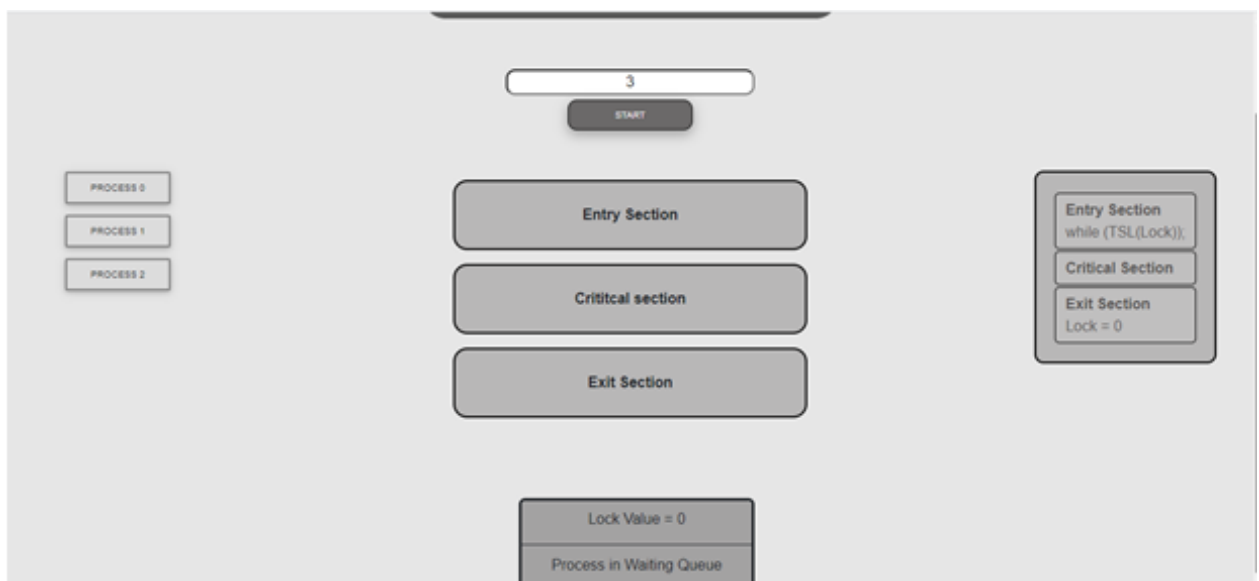 3
START
PROCESS 0
PROCESS 1
PROCESS 2
Entry Section
Crititcal section
Exit Section
Entry Section
while (TSL(Lock));
Critical Section
Exit Section
Lock = 0
Lock Value = 0
Process in Waiting Queue